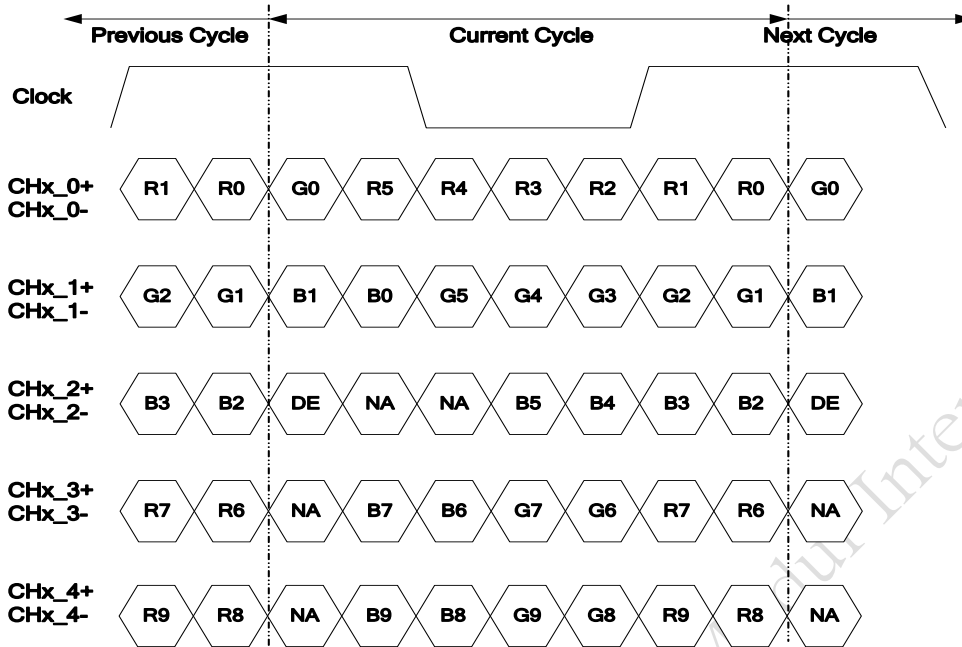 Previous Cycle Current Cycle Next Cycle
Clock
CHx_0+
CHx_0-
R1 R0 G0 R5 R4 R3 R2 R1 R0 G0
CHx_1+
CHx_1-
G2 G1 B1 B0 G5 G4 G3 G2 G1 B1
CHx_2+
CHx_2-
B3 B2 DE NA NA B5 B4 B3 B2 DE
CHx_3+
CHx_3-
R7 R6 NA B7 B6 G7 G6 R7 R6 NA
CHx_4+
CHx_4-
R9 R8 NA B9 B8 G9 G8 R9 R8 NA